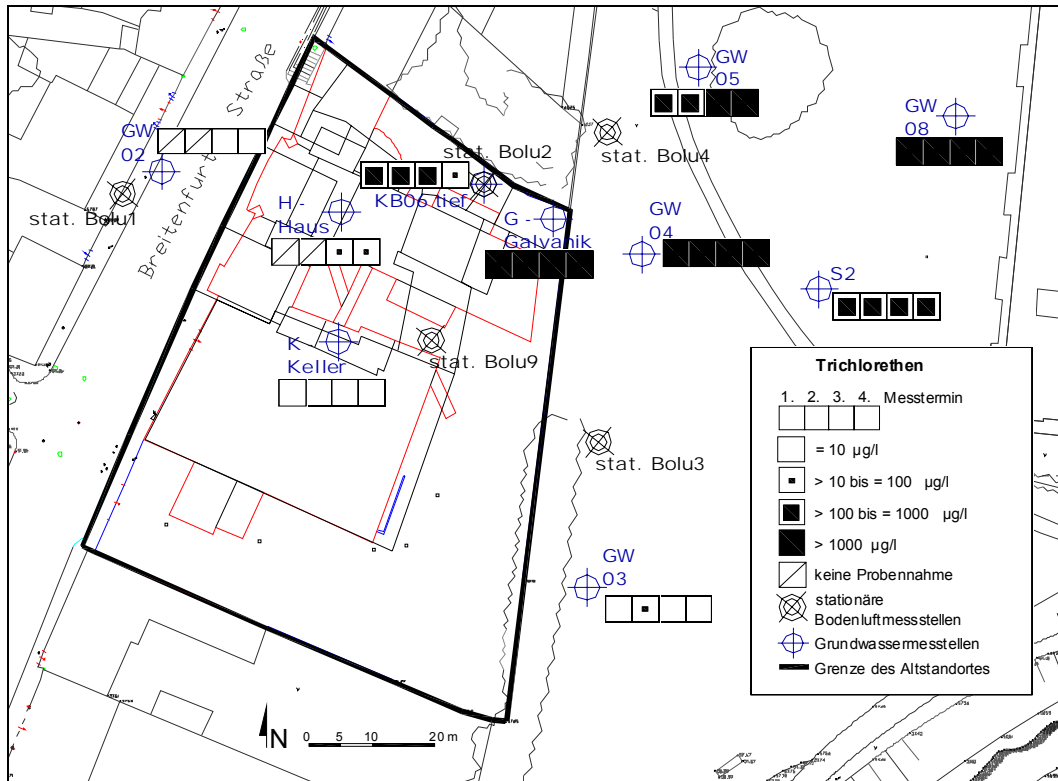 GW
05
GW
08
GW
02
Breitenfurt Straße
stat. Bolu2
stat. Bolu4
stat. Bolu1
KB06 tief
H -
Haus
G -
Galvanik
GW
04
S2
K
Keller
stat. Bolu9
stat. Bolu3
GW
03
Trichlorethen
1. 2. 3. 4. Messtermin
= 10 µg/l
> 10 bis = 100 µg/l
> 100 bis = 1000 µg/l
> 1000 µg/l
keine Probennahme
stationäre
Bodenluftmessstellen
Grundwassermessstellen
Grenze des Altstandortes
N 0 5 10 20 m